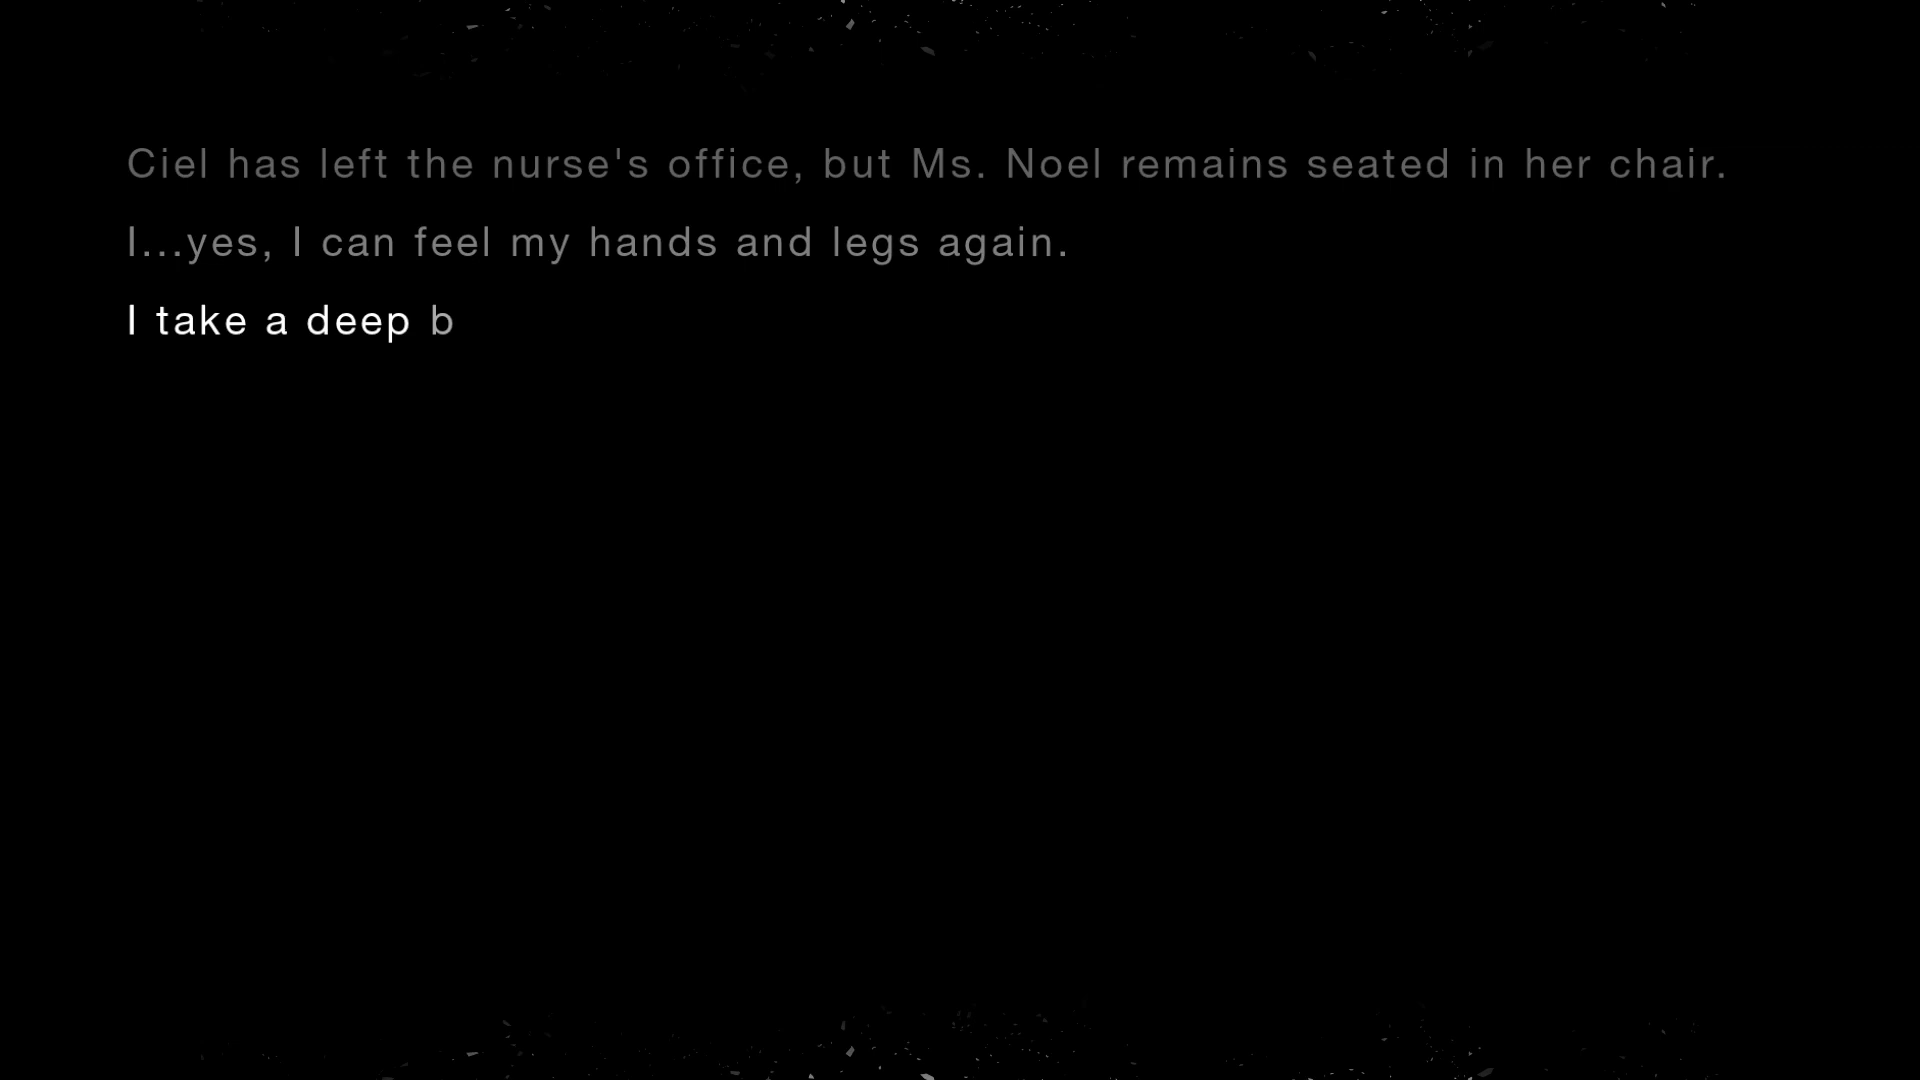 Ciel has left the nurse's office, but Ms. Noel remains seated in her chair.
I...yes, I can feel my hands and legs again.
I take a deep b